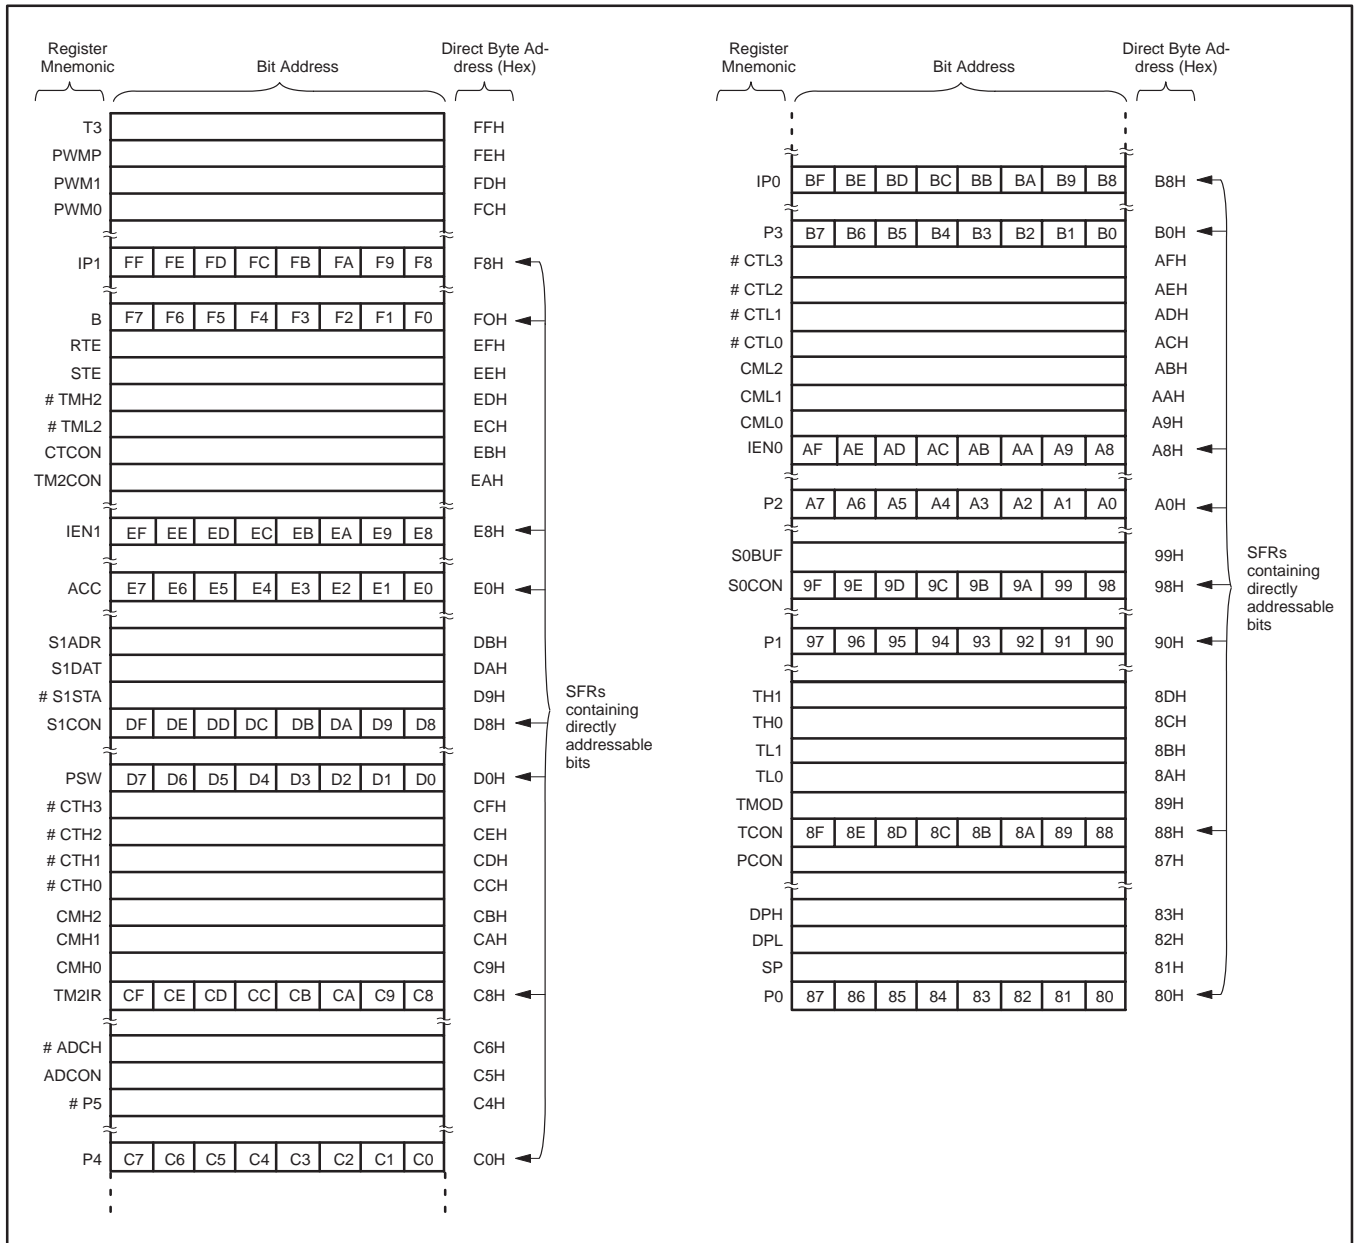 Register
Mnemonic
Bit Address
Direct Byte Ad-
dress (Hex)
T3 FFH
PWMP FEH
PWM1 FDH
PWM0 FCH
IP1 FF FE FD FC FB FA F9 F8 F8H
B F7 F6 F5 F4 F3 F2 F1 F0 FOH
RTE EFH
STE EEH
# TMH2 EDH
# TML2 ECH
CTCON EBH
TM2CON EAH
IEN1 EF EE ED EC EB EA E9 E8 E8H
ACC E7 E6 E5 E4 E3 E2 E1 E0 E0H
S1ADR DBH
S1DAT DAH
# S1STA D9H
S1CON DF DE DD DC DB DA D9 D8 D8H
PSW D7 D6 D5 D4 D3 D2 D1 D0 D0H
# CTH3 CFH
# CTH2 CEH
# CTH1 CDH
# CTH0 CCH
CMH2 CBH
CMH1 CAH
CMH0 C9H
TM2IR CF CE CD CC CB CA C9 C8 C8H
# ADCH C6H
ADCON C5H
# P5 C4H
P4 C7 C6 C5 C4 C3 C2 C1 C0 C0H
SFRs
containing
directly
addressable
bits
Register
Mnemonic
Bit Address
Direct Byte Ad-
dress (Hex)
IP0 BF BE BD BC BB BA B9 B8 B8H
P3 B7 B6 B5 B4 B3 B2 B1 B0 B0H
# CTL3 AFH
# CTL2 AEH
# CTL1 ADH
# CTL0 ACH
CML2 ABH
CML1 AAH
CML0 A9H
IEN0 AF AE AD AC AB AA A9 A8 A8H
P2 A7 A6 A5 A4 A3 A2 A1 A0 A0H
S0BUF 99H
S0CON 9F 9E 9D 9C 9B 9A 99 98 98H
P1 97 96 95 94 93 92 91 90 90H
TH1 8DH
TH0 8CH
TL1 8BH
TL0 8AH
TMOD 89H
TCON 8F 8E 8D 8C 8B 8A 89 88 88H
PCON 87H
DPH 83H
DPL 82H
SP 81H
P0 87 86 85 84 83 82 81 80 80H
SFRs
containing
directly
addressable
bits